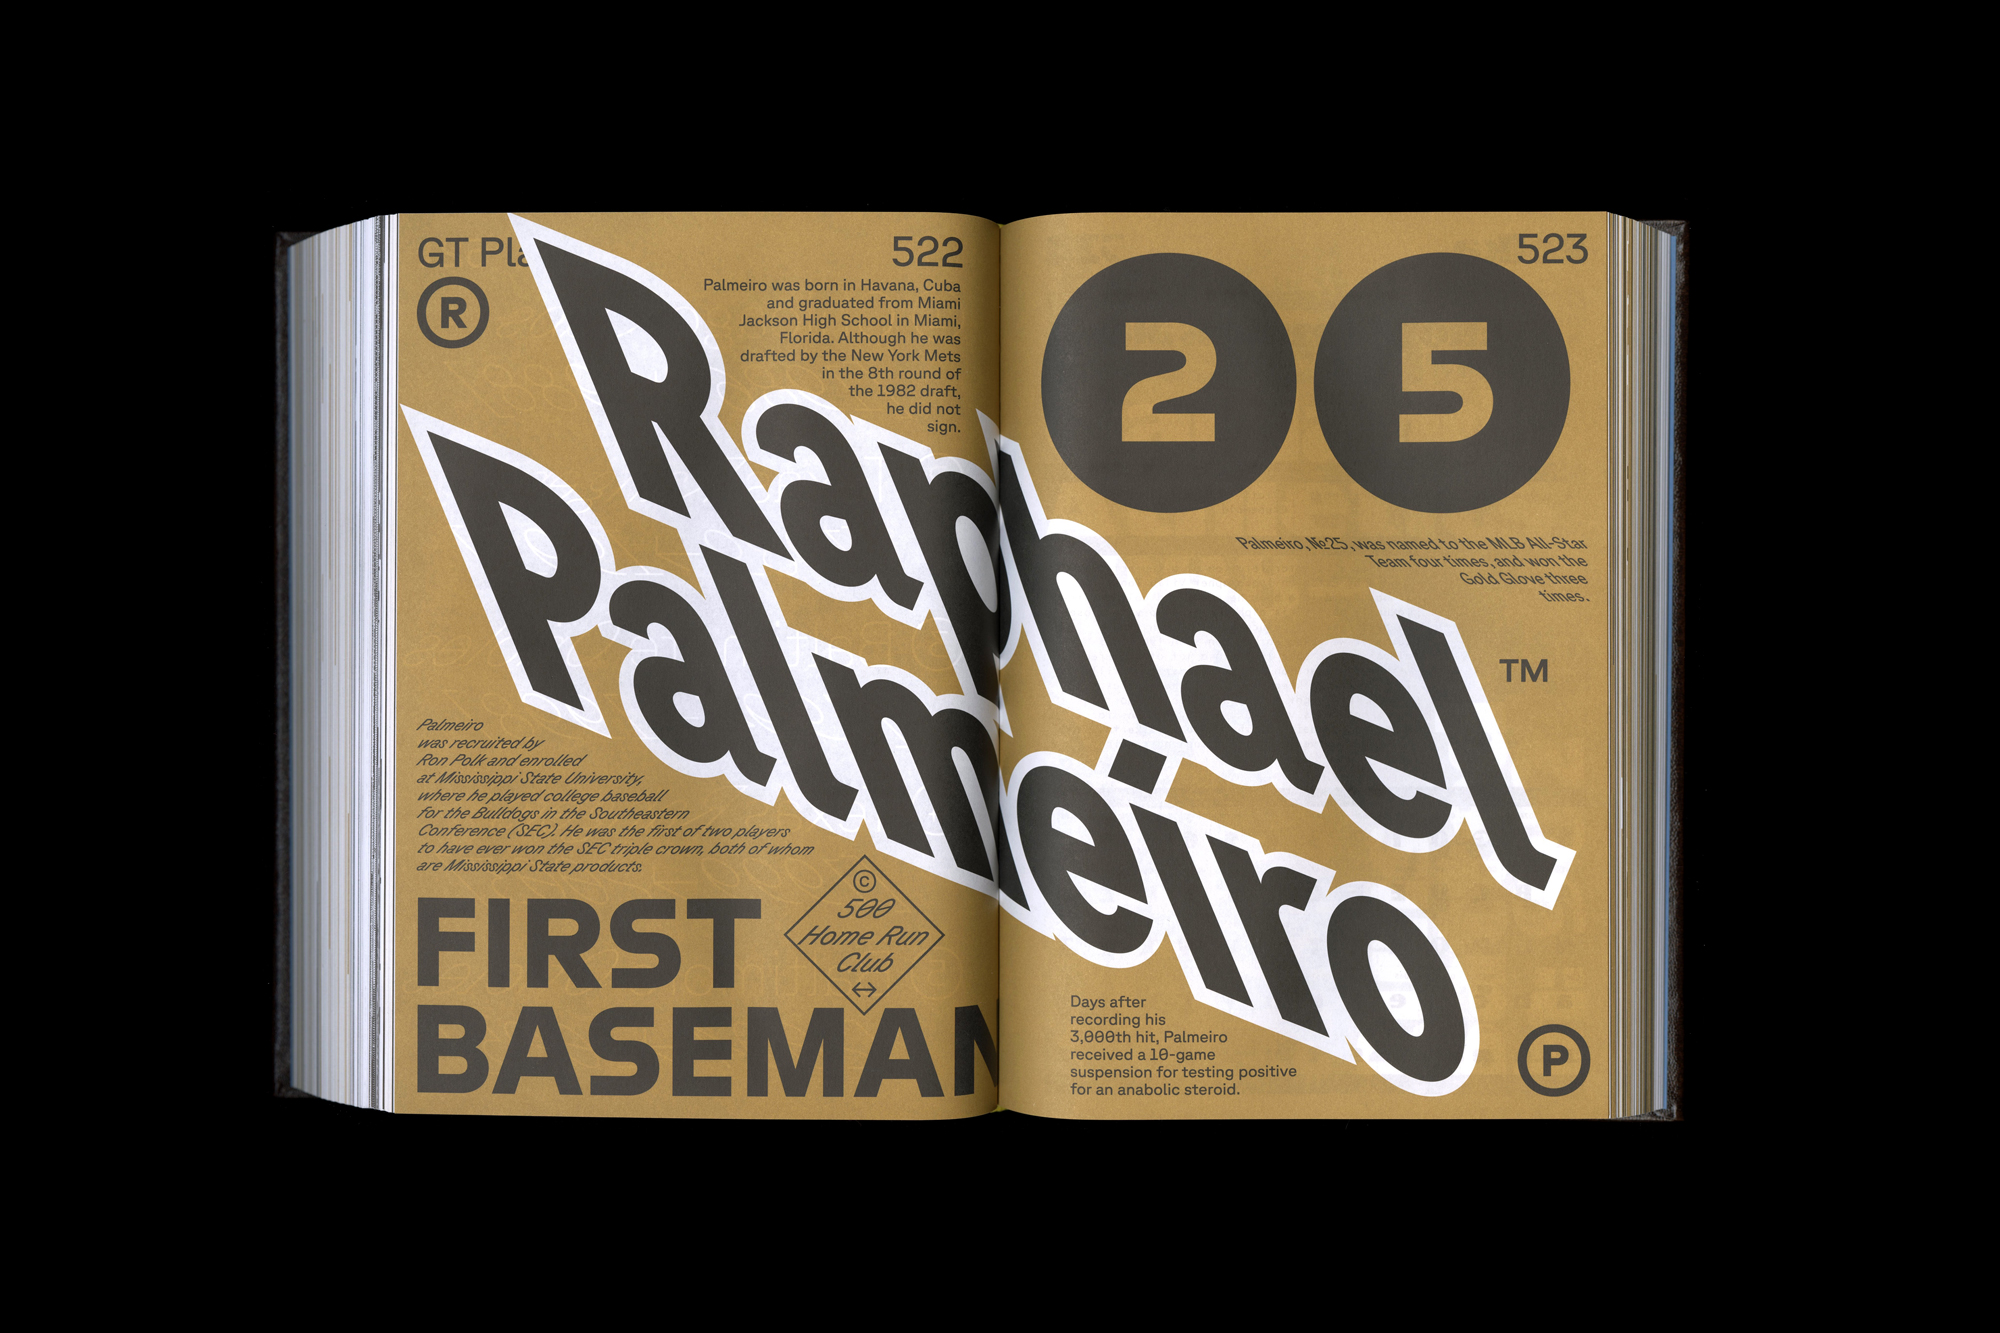 GT Pla
522
®
Palmeiro was born in Havana, Cuba
and graduated from Miami
Jackson High School in Miami,
Florida. Although he was
drafted by the New York Mets
in the 8th round of
the 1982 draft,
he did not
sign.
Raphael
Palmeiro
Palmeiro
was recruited by
Ron Polk and enrolled
at Mississippi State University,
where he played college baseball
for the Bulldogs in the Southeastern
Conference (SEC). He was the first of two players
to have ever won the SEC triple crown, both of whom
are Mississippi State products.
©
500
Home Run
Club
↔
FIRST
BASEMAN
523
2 5
Palmeiro, №25, was named to the MLB All-Star
Team four times, and won the
Gold Glove three
times.
TM
Days after
recording his
3,000th hit, Palmeiro
received a 10-game
suspension for testing positive
for an anabolic steroid.
℗